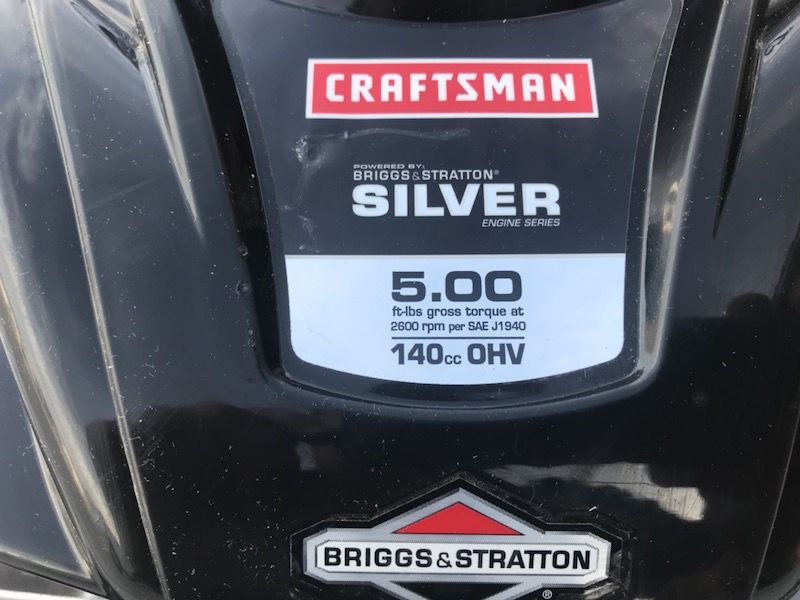 CRAFTSMAN
POWERED BY:
BRIGGS & STRATTON®
SILVER
ENGINE SERIES
5.00
ft-lbs gross torque at
2600 rpm per SAE J1940
140cc OHV
BRIGGS & STRATTON
®